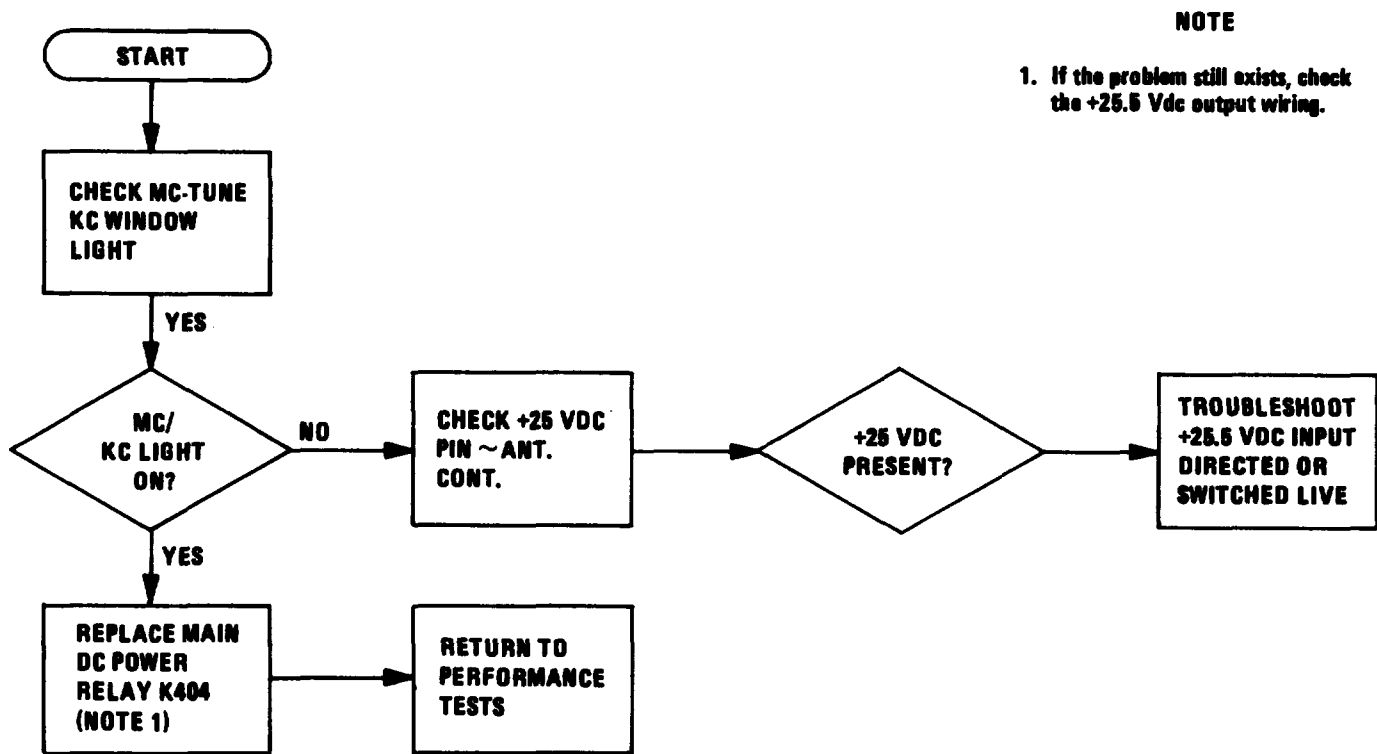 START
NOTE
1. If the problem still exists, check
the +25.5 Vdc output wiring.
CHECK MC-TUNE
KC WINDOW
LIGHT
YES
MC/
KC LIGHT
ON?
NO
CHECK +25 VDC
PIN ~ ANT.
CONT.
+25 VDC
PRESENT?
TROUBLESHOOT
+25.5 VDC INPUT
DIRECTED OR
SWITCHED LIVE
YES
REPLACE MAIN
DC POWER
RELAY K404
(NOTE 1)
RETURN TO
PERFORMANCE
TESTS